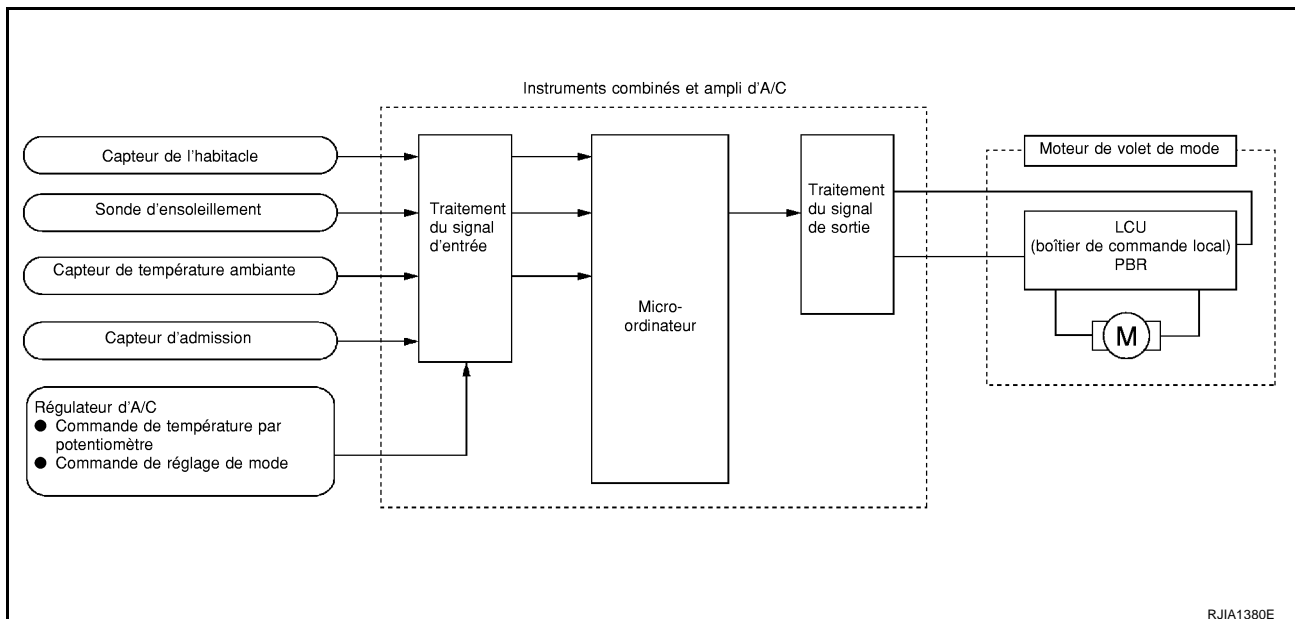 Instruments combinés et ampli d'A/C
Capteur de l'habitacle
Sonde d'ensoleillement
Capteur de température ambiante
Capteur d'admission
Régulateur d'A/C
● Commande de température par
potentiomètre
● Commande de réglage de mode
Traitement
du signal
d'entrée
Micro-
ordinateur
Traitement
du signal
de sortie
Moteur de volet de mode
LCU
(boîtier de commande local)
PBR
M
RJIA1380E